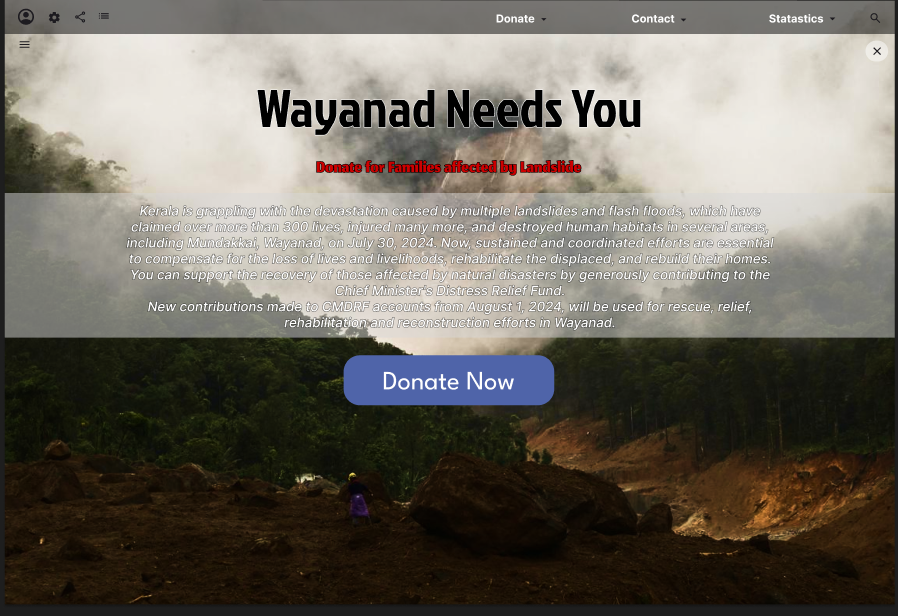 Donate
Contact
Statastics
Wayanad Needs You
Donate for Families affected by Landslide
Kerala is grappling with the devastation caused by multiple landslides and flash floods, which have
claimed over more than 300 lives, injured many more, and destroyed human habitats in several areas,
including Mundakkai, Wayanad, on July 30, 2024. Now, sustained and coordinated efforts are essential
to compensate for the loss of lives and livelihoods, rehabilitate the displaced, and rebuild their homes.
You can support the recovery of those affected by natural disasters by generously contributing to the
Chief Minister's Distress Relief Fund.
New contributions made to CMDRF accounts from August 1, 2024, will be used for rescue, relief,
rehabilitation and reconstruction efforts in Wayanad.
Donate Now